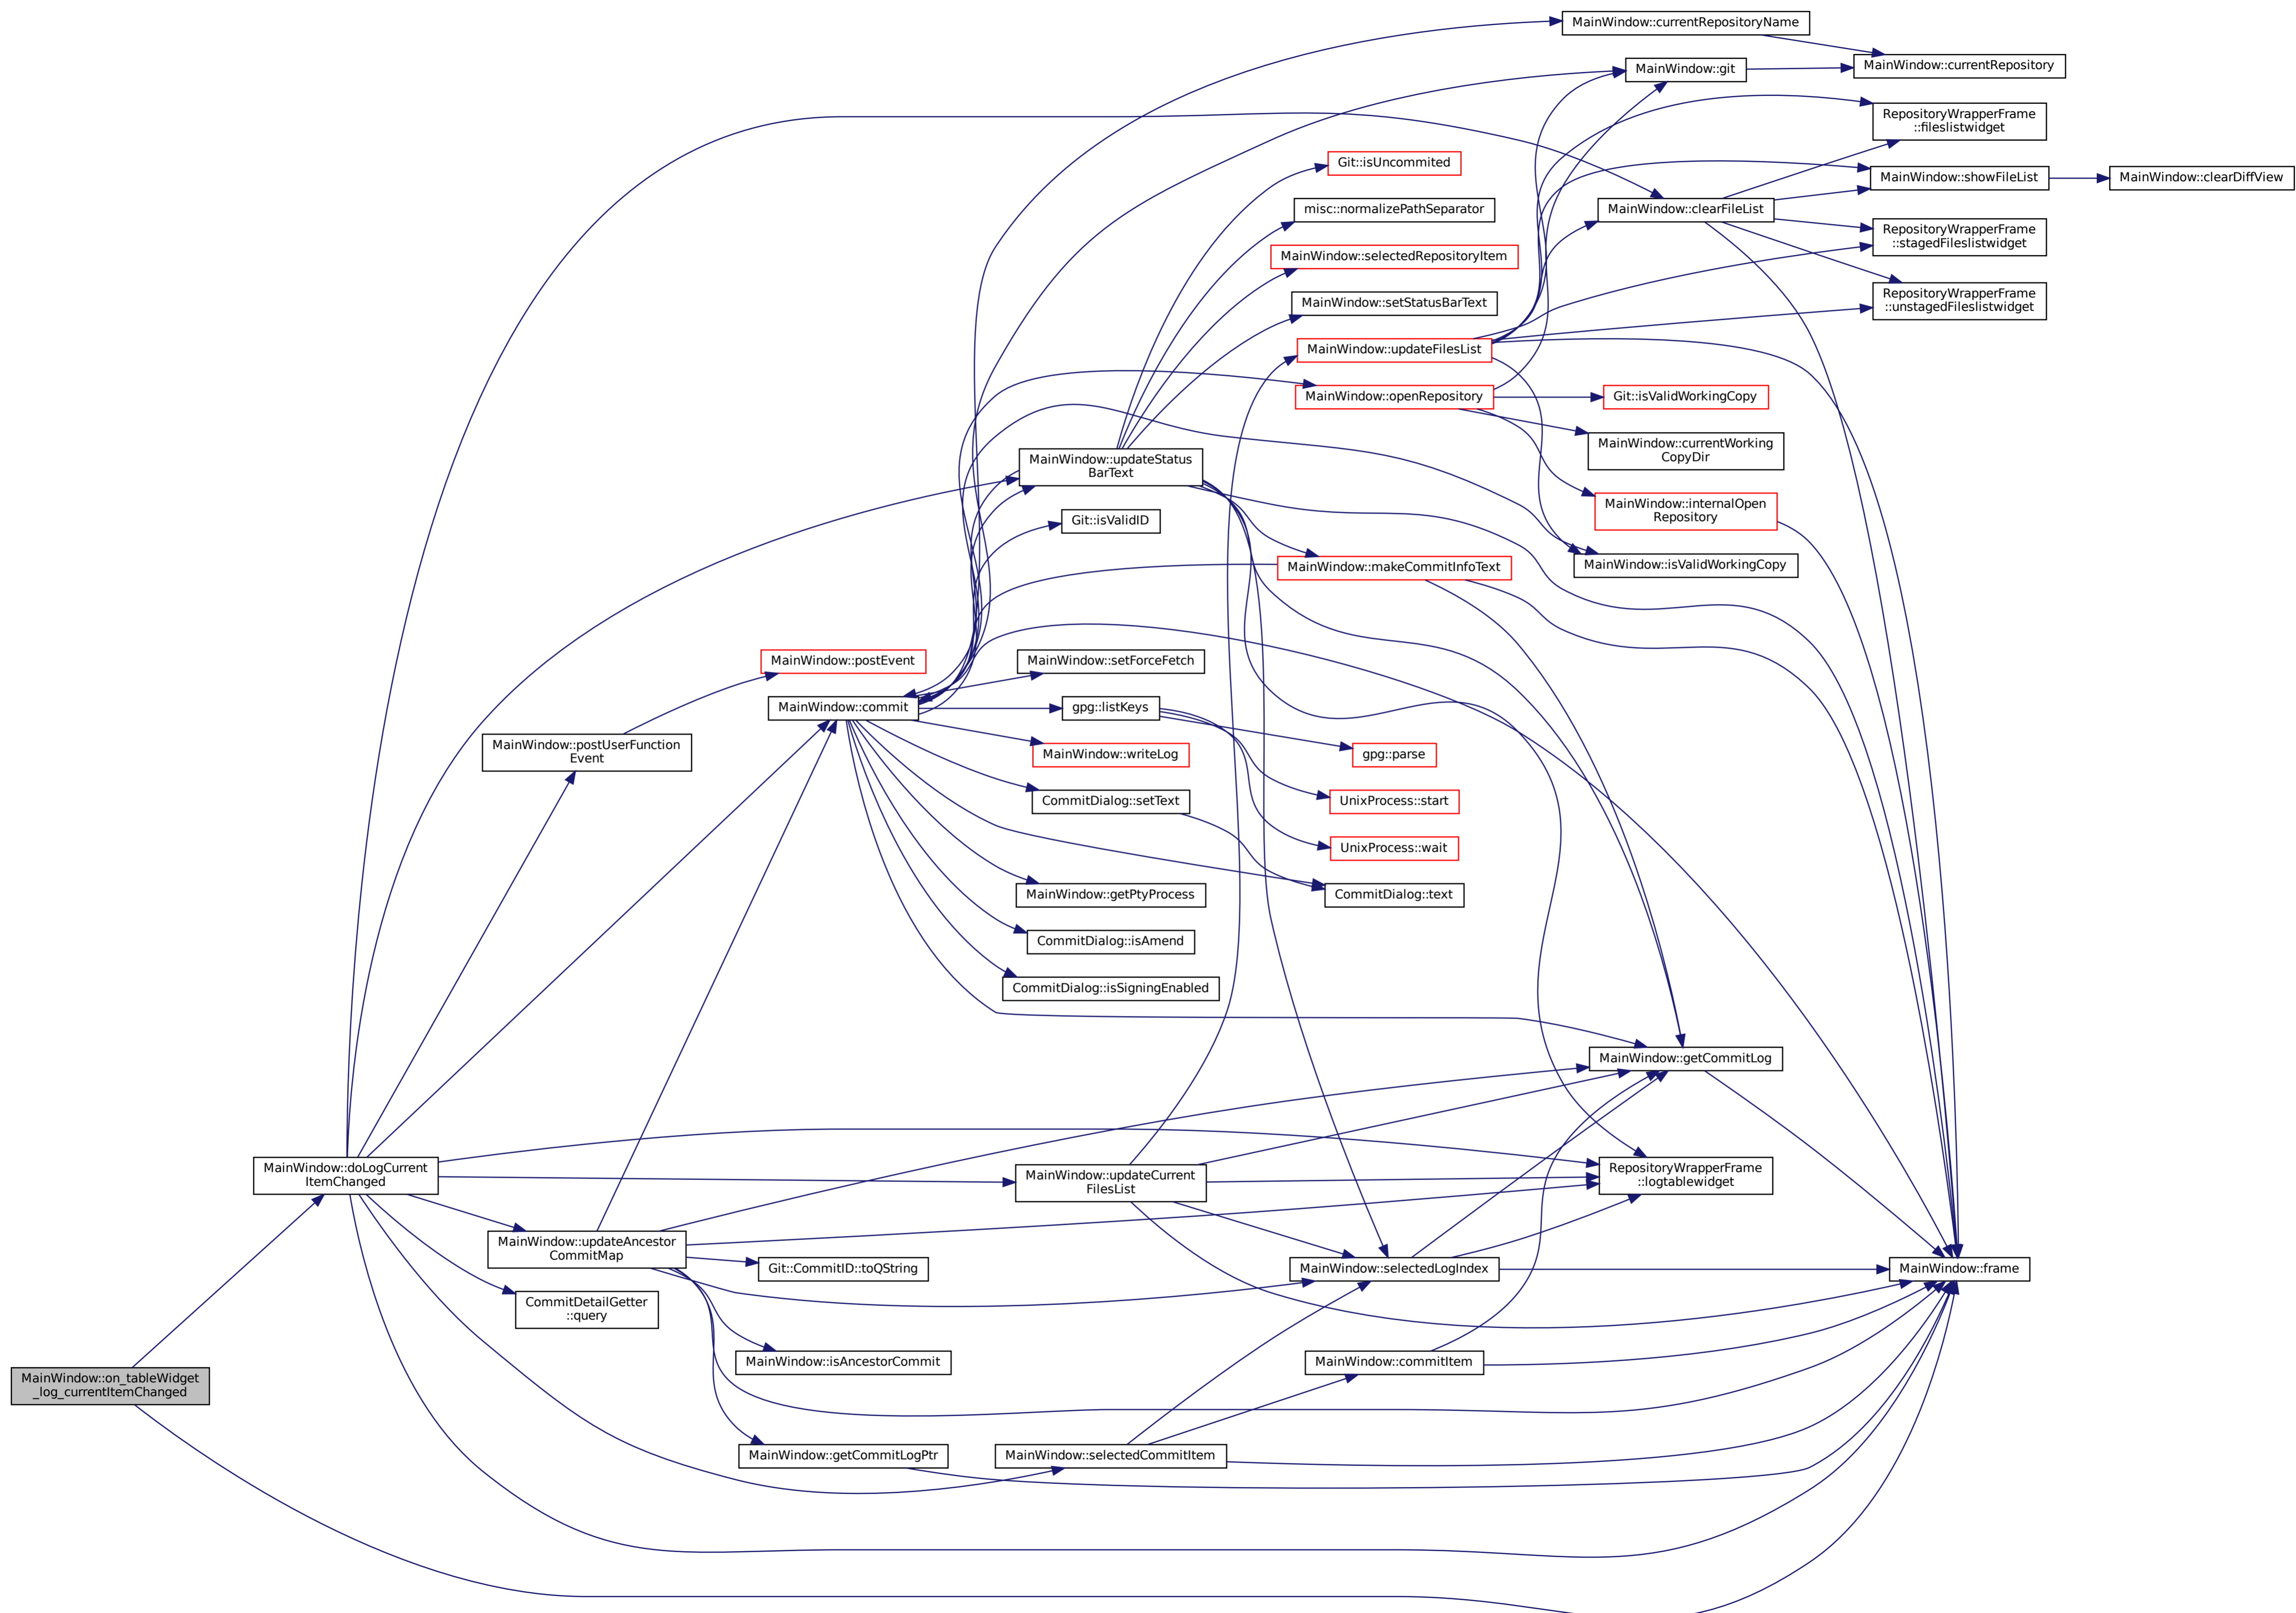 MainWindow::currentRepositoryName
MainWindow::git
MainWindow::currentRepository
RepositoryWrapperFrame
::fileslistwidget
Git::isUncommited
MainWindow::showFileList
MainWindow::clearDiffView
misc::normalizePathSeparator
MainWindow::clearFileList
RepositoryWrapperFrame
::stagedFileslistwidget
MainWindow::selectedRepositoryItem
RepositoryWrapperFrame
::unstagedFileslistwidget
MainWindow::setStatusBarText
MainWindow::updateFilesList
MainWindow::openRepository
Git::isValidWorkingCopy
MainWindow::currentWorking
CopyDir
MainWindow::updateStatus
BarText
MainWindow::internalOpen
Repository
Git::isValidID
MainWindow::makeCommitInfoText
MainWindow::isValidWorkingCopy
MainWindow::postEvent
MainWindow::setForceFetch
MainWindow::commit
gpg::listKeys
MainWindow::postUserFunction
Event
MainWindow::writeLog
gpg::parse
CommitDialog::setText
UnixProcess::start
UnixProcess::wait
MainWindow::getPtyProcess
CommitDialog::text
CommitDialog::isAmend
CommitDialog::isSigningEnabled
MainWindow::getCommitLog
MainWindow::doLogCurrent
ItemChanged
MainWindow::updateCurrent
FilesList
RepositoryWrapperFrame
::logtablewidget
MainWindow::updateAncestor
CommitMap
Git::CommitID::toQString
MainWindow::selectedLogIndex
MainWindow::frame
CommitDetailGetter
::query
MainWindow::isAncestorCommit
MainWindow::commitItem
MainWindow::on_tableWidget
_log_currentItemChanged
MainWindow::getCommitLogPtr
MainWindow::selectedCommitItem